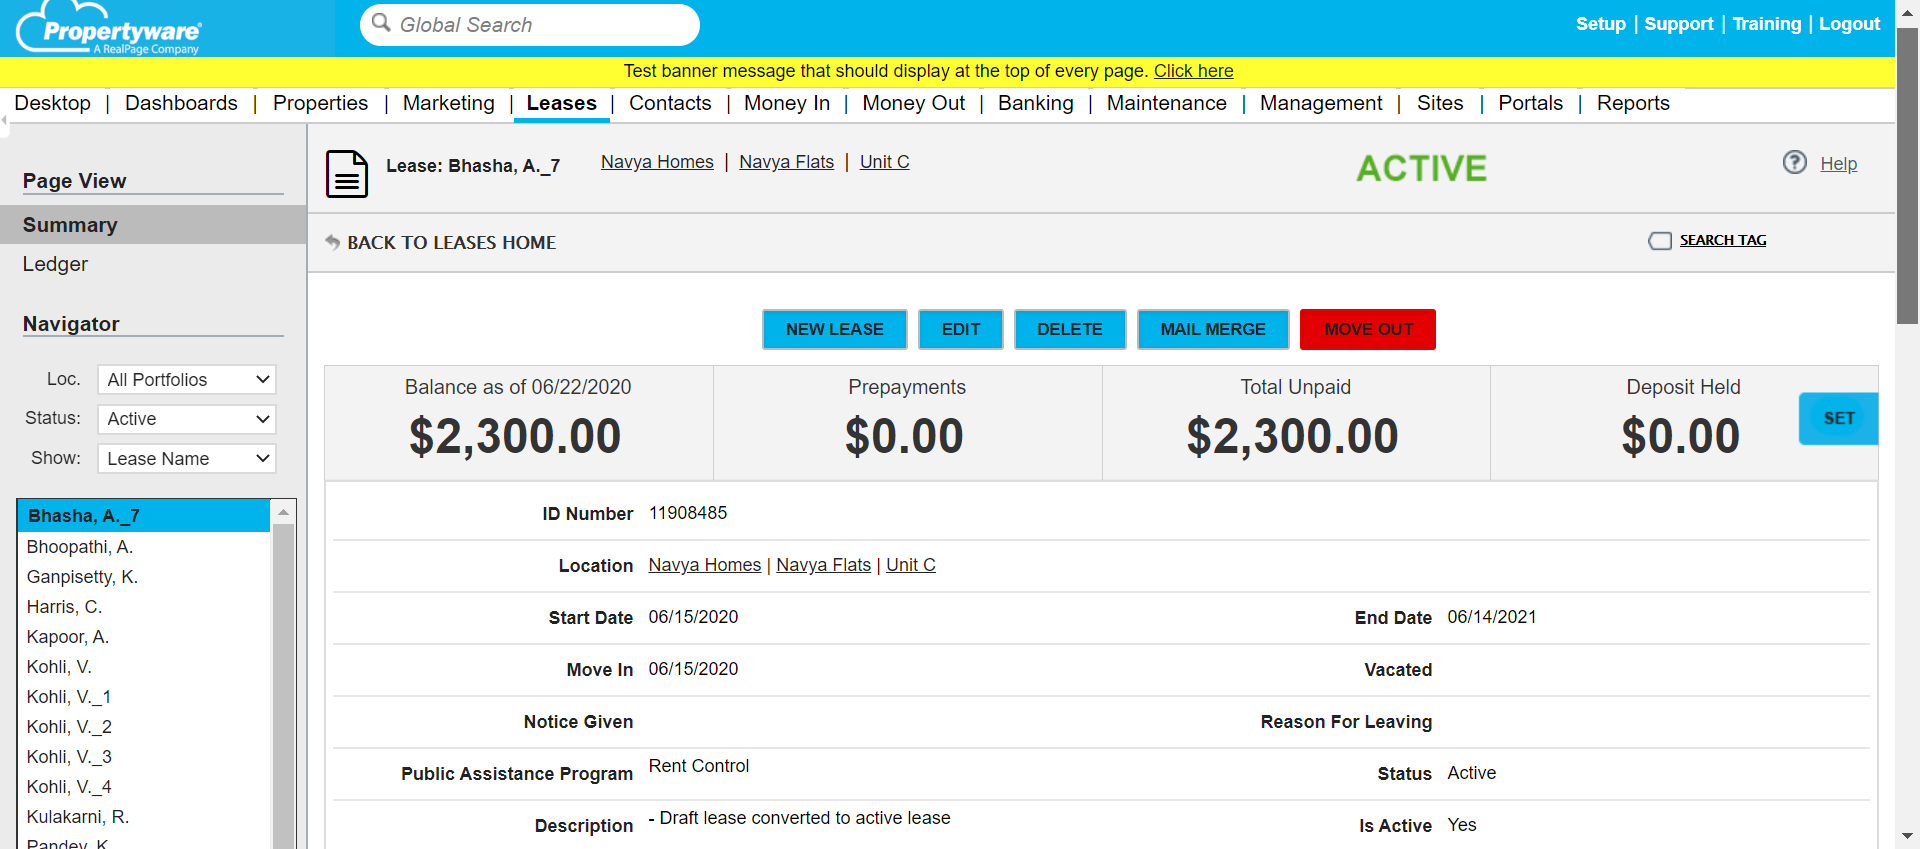 Propertyware®
A RealPage Company
Global Search
Setup | Support | Training | Logout
Test banner message that should display at the top of every page. Click here
Desktop | Dashboards | Properties | Marketing | Leases | Contacts | Money In | Money Out | Banking | Maintenance | Management | Sites | Portals | Reports
Page View
Summary
Ledger
Navigator
Loc. All Portfolios
Status: Active
Show: Lease Name
Bhasha, A._7
Bhoopathi, A.
Ganpisetty, K.
Harris, C.
Kapoor, A.
Kohli, V.
Kohli, V._1
Kohli, V._2
Kohli, V._3
Kohli, V._4
Kulakarni, R.
Pandey, K
Lease: Bhasha, A._7 Navya Homes | Navya Flats | Unit C
ACTIVE
? Help
BACK TO LEASES HOME
SEARCH TAG
NEW LEASE EDIT DELETE MAIL MERGE MOVE OUT
Balance as of 06/22/2020
$2,300.00
Prepayments
$0.00
Total Unpaid
$2,300.00
Deposit Held
$0.00
SET
ID Number 11908485
Location Navya Homes | Navya Flats | Unit C
Start Date 06/15/2020 End Date 06/14/2021
Move In 06/15/2020 Vacated
Notice Given Reason For Leaving
Public Assistance Program Rent Control Status Active
Description - Draft lease converted to active lease Is Active Yes